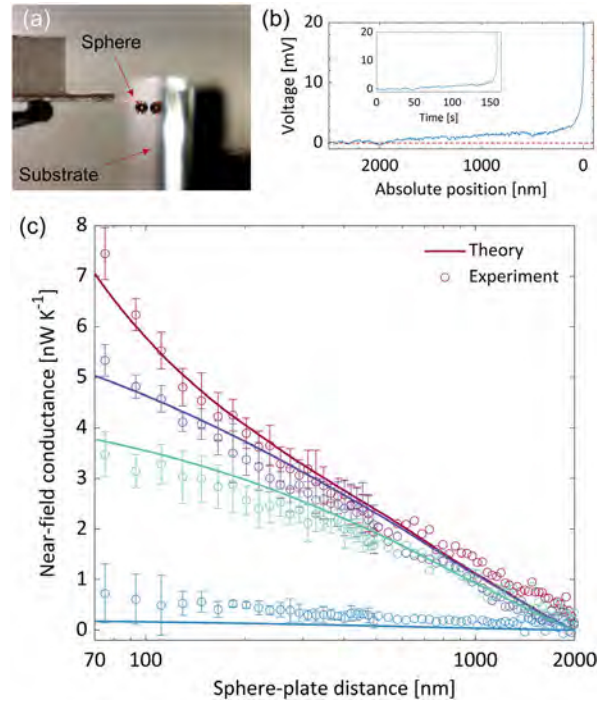 (a)
Sphere
Substrate
(b)
Voltage [mV]
20
10
0
2000
1000
0
Absolute position [nm]
20
10
0
0
50
100
150
Time [s]
(c)
Near-field conductance [nW K⁻¹]
8
7
6
5
4
3
2
1
0
Theory
Experiment
70
100
1000
2000
Sphere-plate distance [nm]